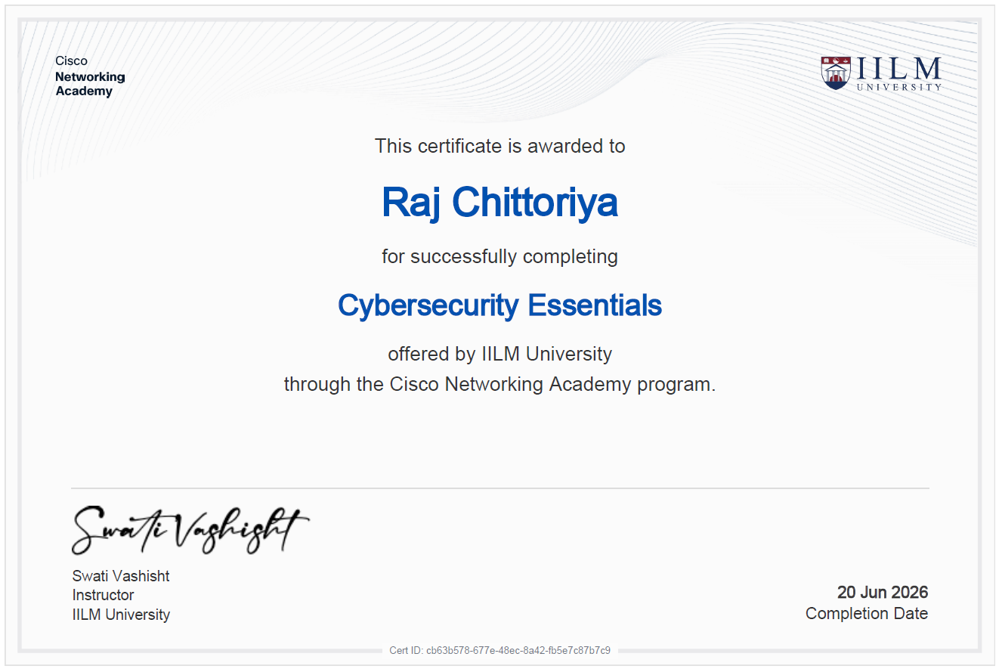 Cisco
Networking
Academy
IILM
UNIVERSITY
This certificate is awarded to
Raj Chittoriya
for successfully completing
Cybersecurity Essentials
offered by IILM University
through the Cisco Networking Academy program.
Swati Vashisht
Swati Vashisht
Instructor
IILM University
20 Jun 2026
Completion Date
Cert ID: cb63b578-677e-48ec-8a42-fb5e7c87b7c9